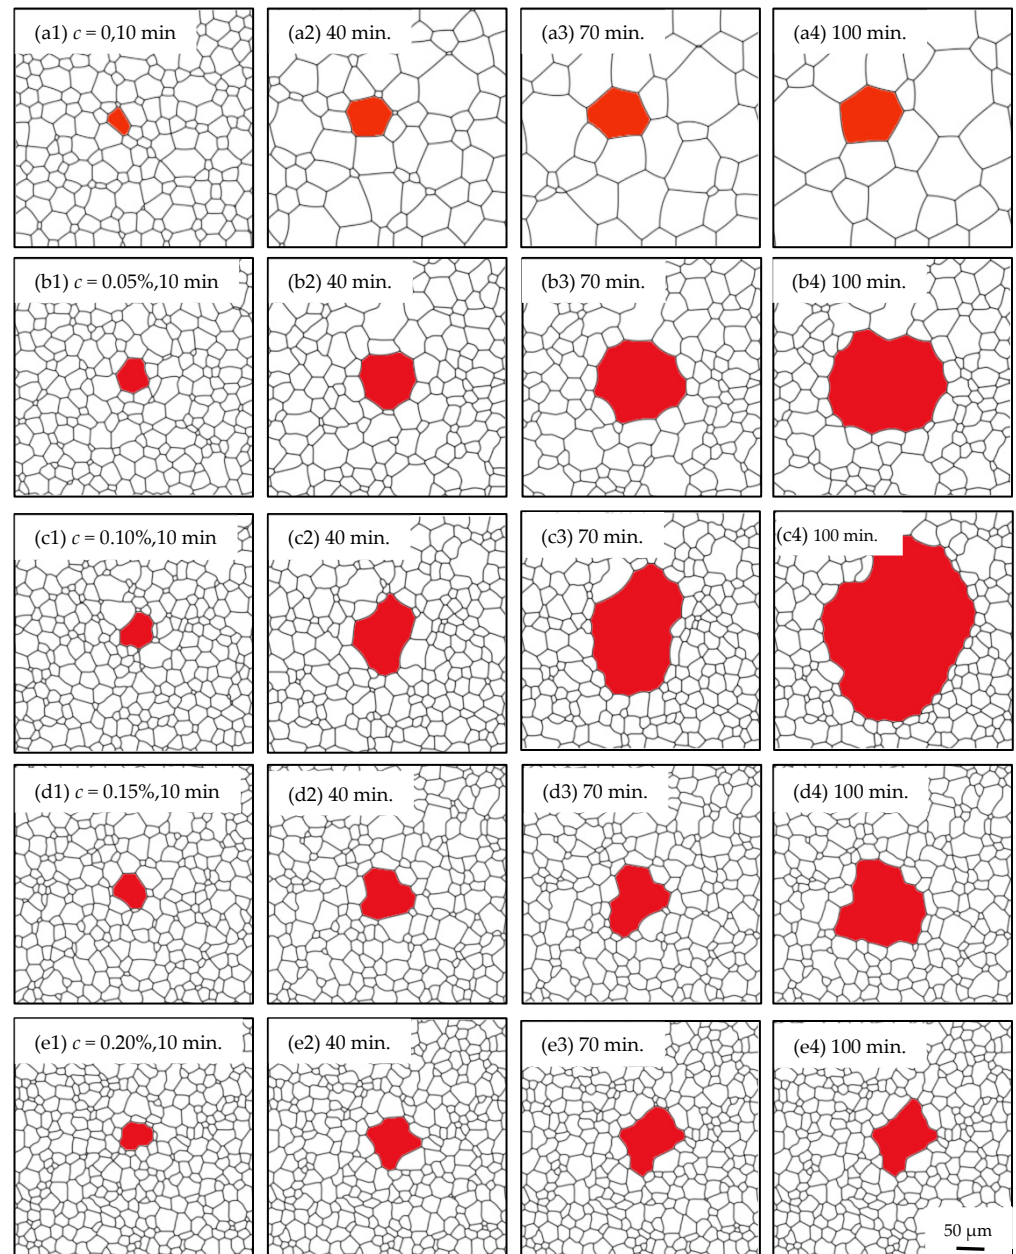 (a1) c = 0,10 min
(a2) 40 min.
(a3) 70 min.
(a4) 100 min.
(b1) c = 0.05%,10 min
(b2) 40 min.
(b3) 70 min.
(b4) 100 min.
(c1) c = 0.10%,10 min
(c2) 40 min.
(c3) 70 min.
(c4) 100 min.
(d1) c = 0.15%,10 min
(d2) 40 min.
(d3) 70 min.
(d4) 100 min.
(e1) c = 0.20%,10 min.
(e2) 40 min.
(e3) 70 min.
(e4) 100 min.
50 μm